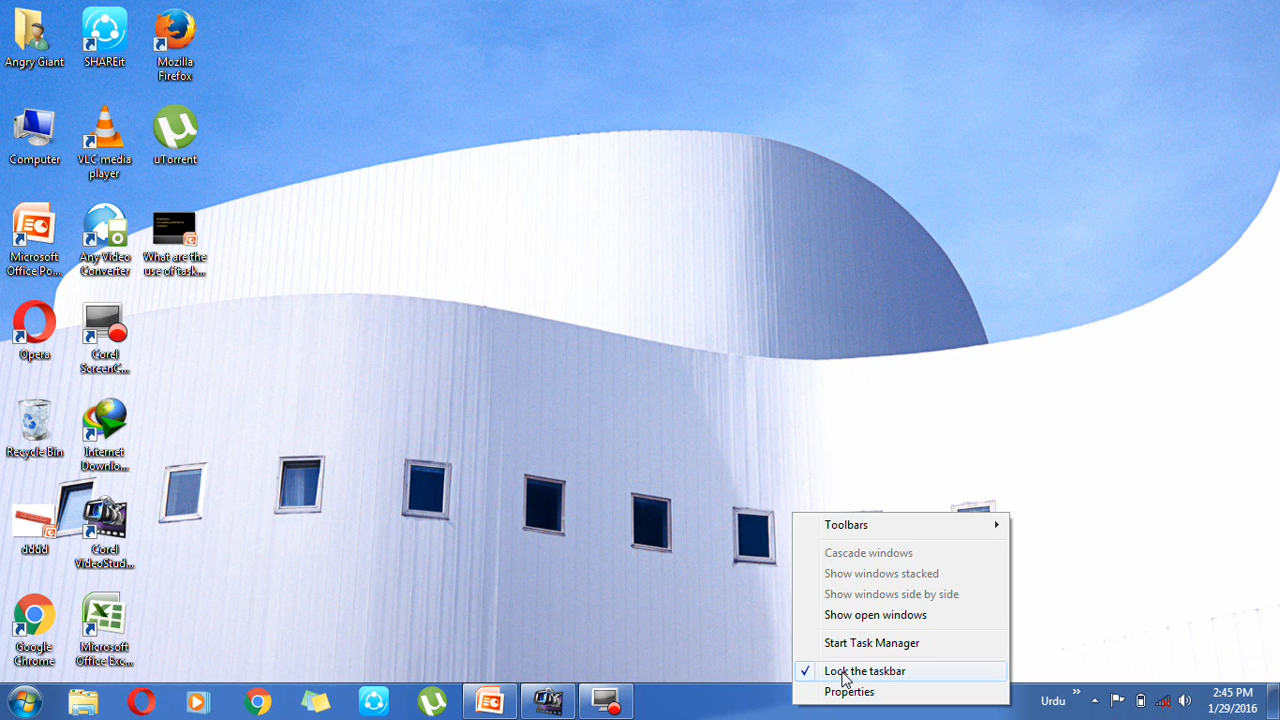 Angry Giant
SHAREit
Mozilla
Firefox
Computer
VLC media
player
uTorrent
Microsoft
Office Po...
Any Video
Converter
What are the
use of task...
Opera
Corel
ScreenC...
Recycle Bin
Internet
Downlo...
dddd
Corel
VideoStud...
Google
Chrome
Microsoft
Office Exc...
Toolbars
Cascade windows
Show windows stacked
Show windows side by side
Show open windows
Start Task Manager
Lock the taskbar
Properties
Urdu
2:45 PM
1/29/2016